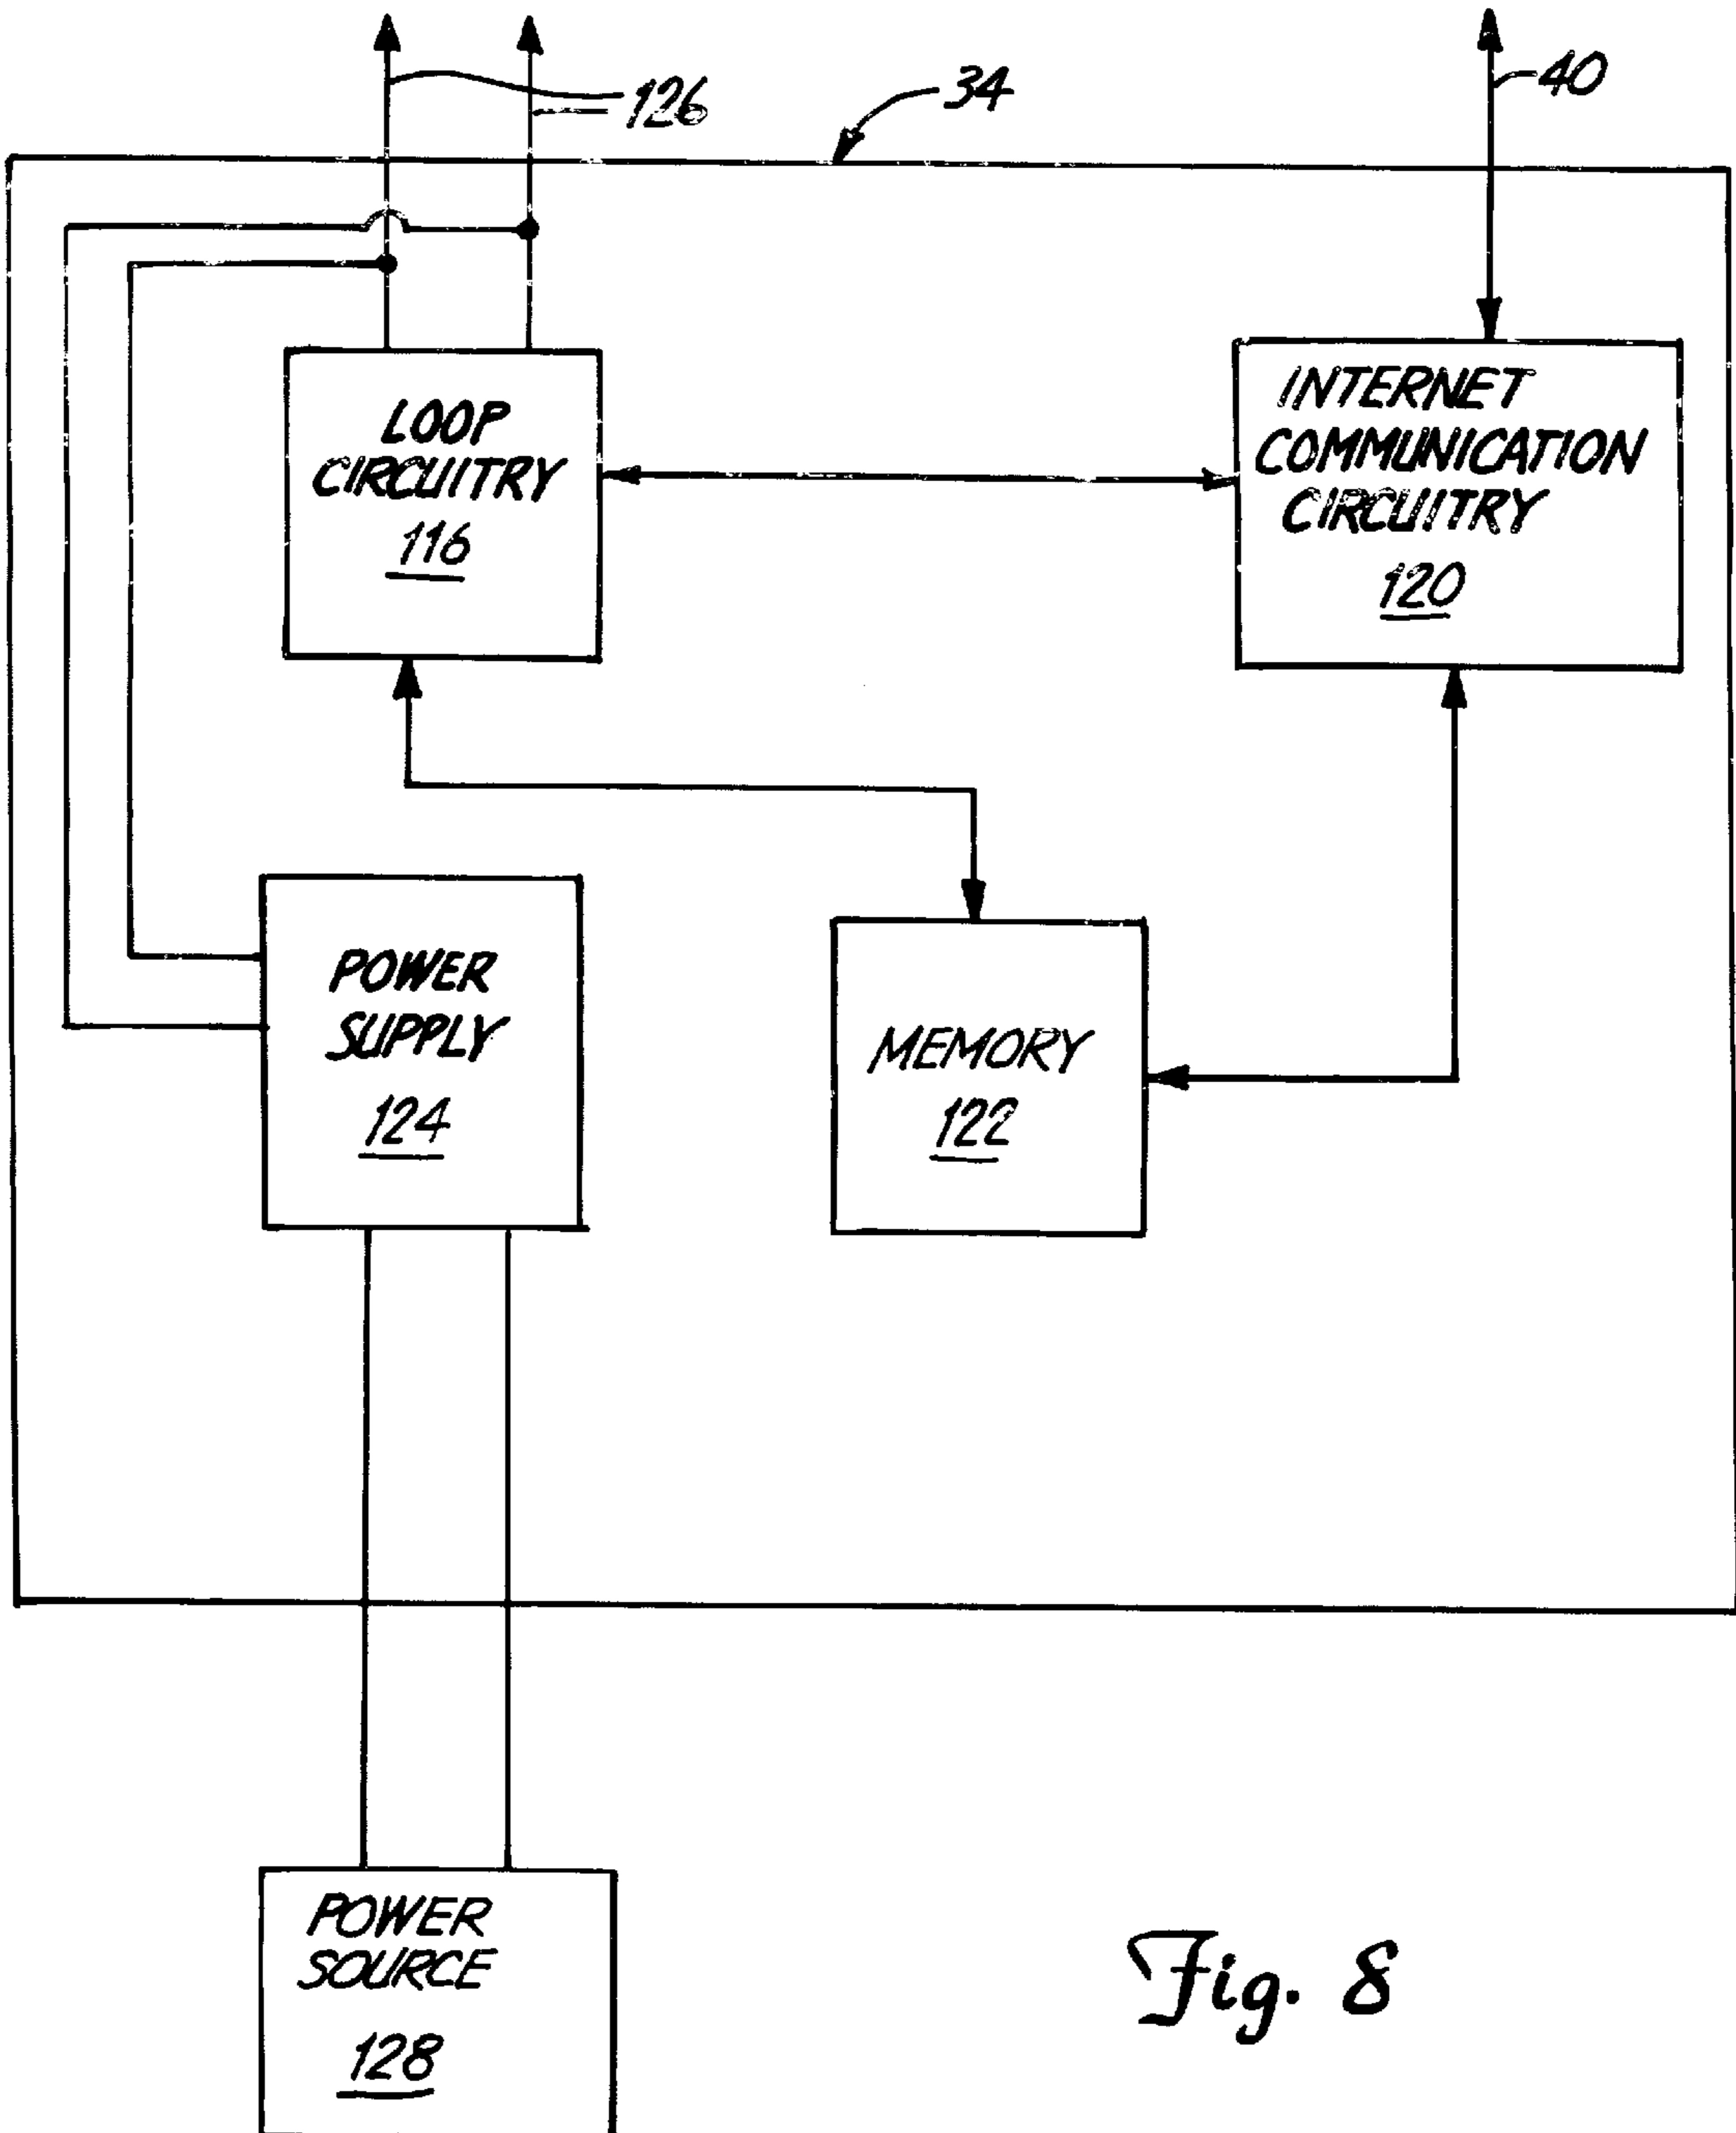 126
34
40
LOOP
CIRCUITRY
116
INTERNET
COMMUNICATION
CIRCUITRY
120
POWER
SUPPLY
124
MEMORY
122
POWER
SOURCE
128
Fig. 8